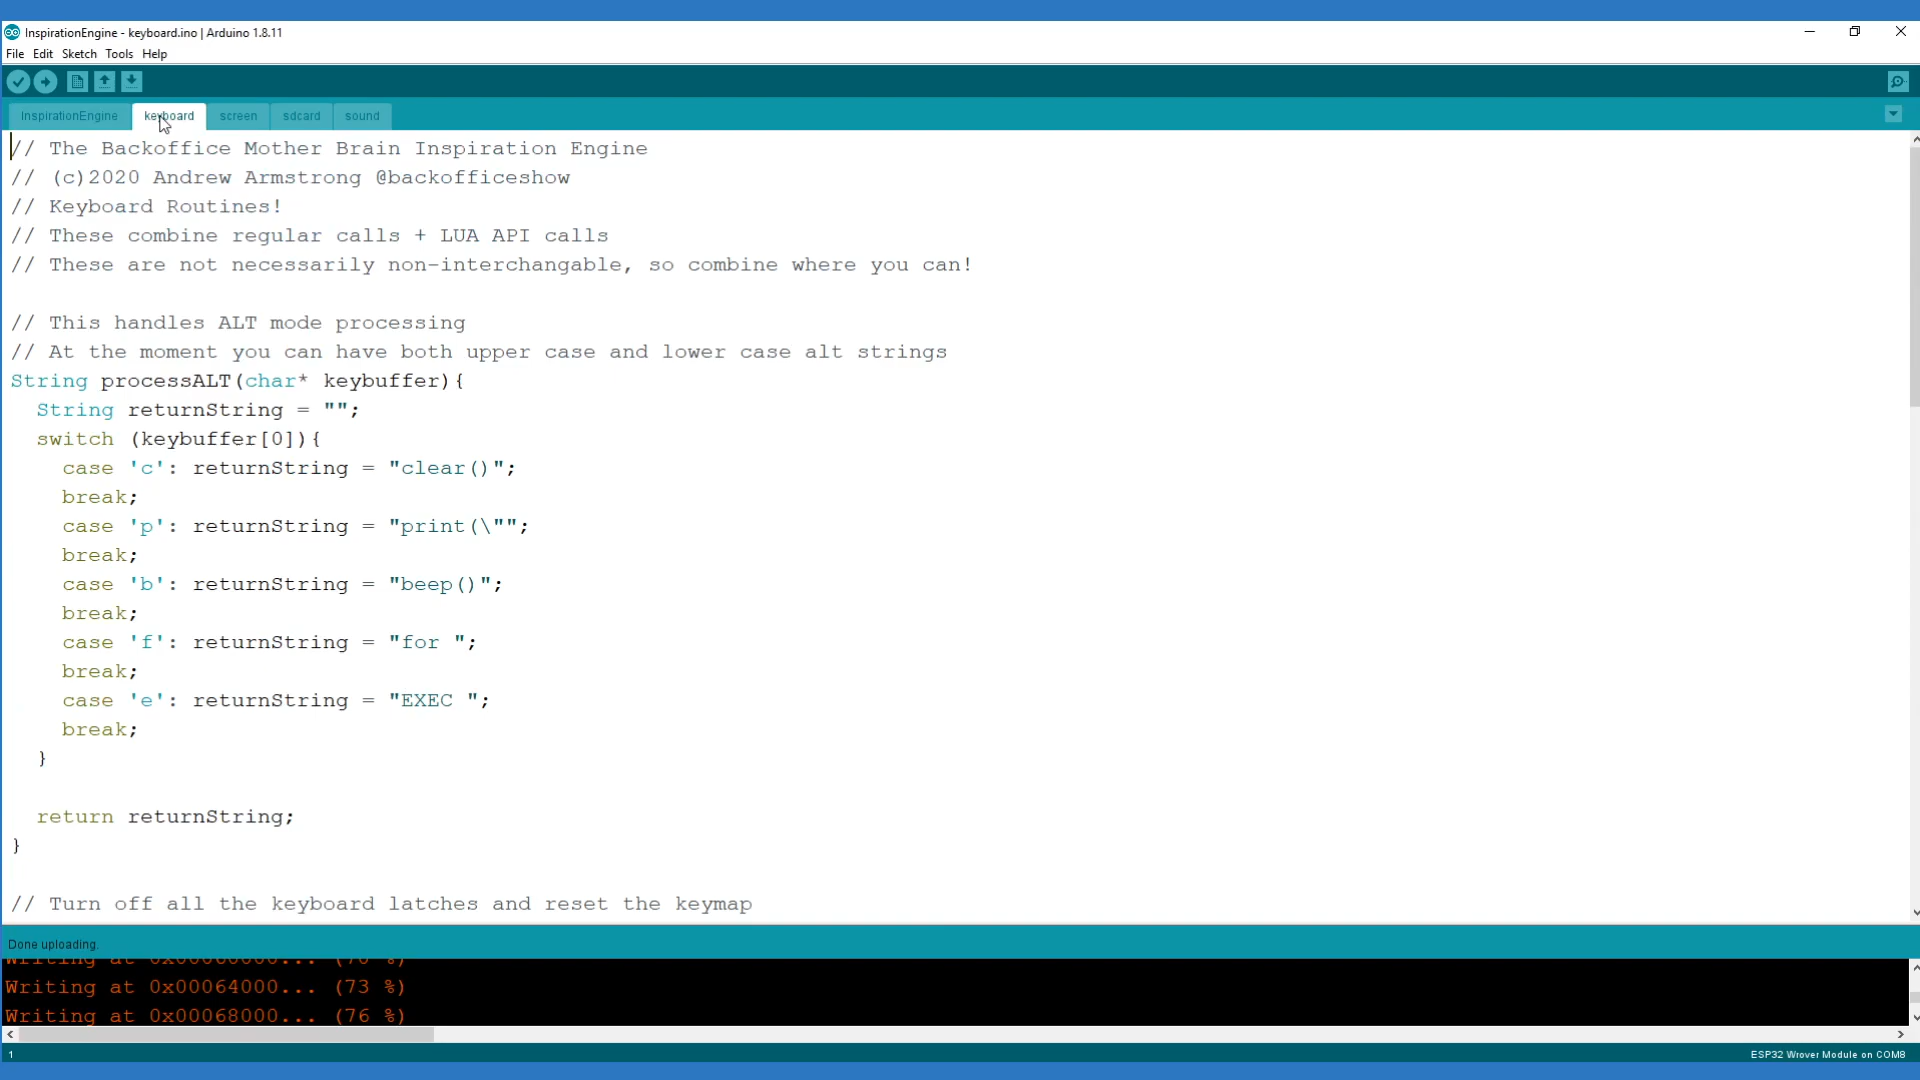 InspirationEngine - keyboard.ino | Arduino 1.8.11
File Edit Sketch Tools Help
InspirationEngine keyboard screen sdcard sound
// The Backoffice Mother Brain Inspiration Engine
// (c)2020 Andrew Armstrong @backofficeshow
// Keyboard Routines!
// These combine regular calls + LUA API calls
// These are not necessarily non-interchangable, so combine where you can!
// This handles ALT mode processing
// At the moment you can have both upper case and lower case alt strings
String processALT(char* keybuffer){
String returnString = "";
switch (keybuffer[0]){
case 'c': returnString = "clear()";
break;
case 'p': returnString = "print(\"";
break;
case 'b': returnString = "beep()";
break;
case 'f': returnString = "for ";
break;
case 'e': returnString = "EXEC ";
break;
}
return returnString;
}
// Turn off all the keyboard latches and reset the keymap
Done uploading.
Writing at 0x00060000... (70 %)
Writing at 0x00064000... (73 %)
Writing at 0x00068000... (76 %)
1
ESP32 Wrover Module on COM8